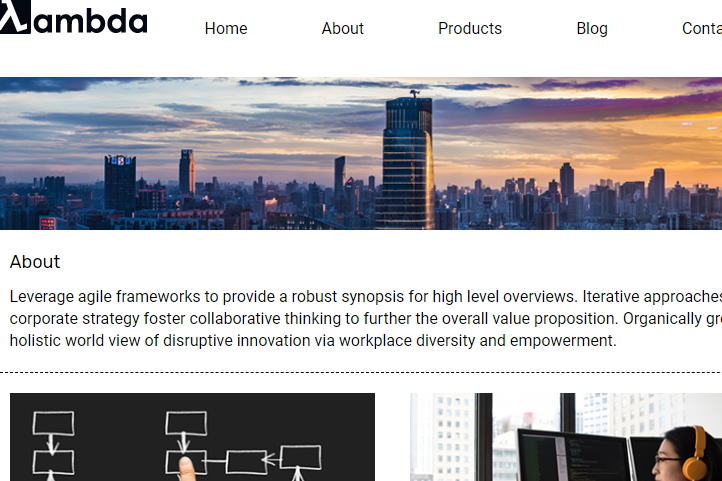 λambda
Home
About
Products
Blog
About
Leverage agile frameworks to provide a robust synopsis for high level overviews. Iterative approaches
corporate strategy foster collaborative thinking to further the overall value proposition. Organically
holistic world view of disruptive innovation via workplace diversity and empowerment.